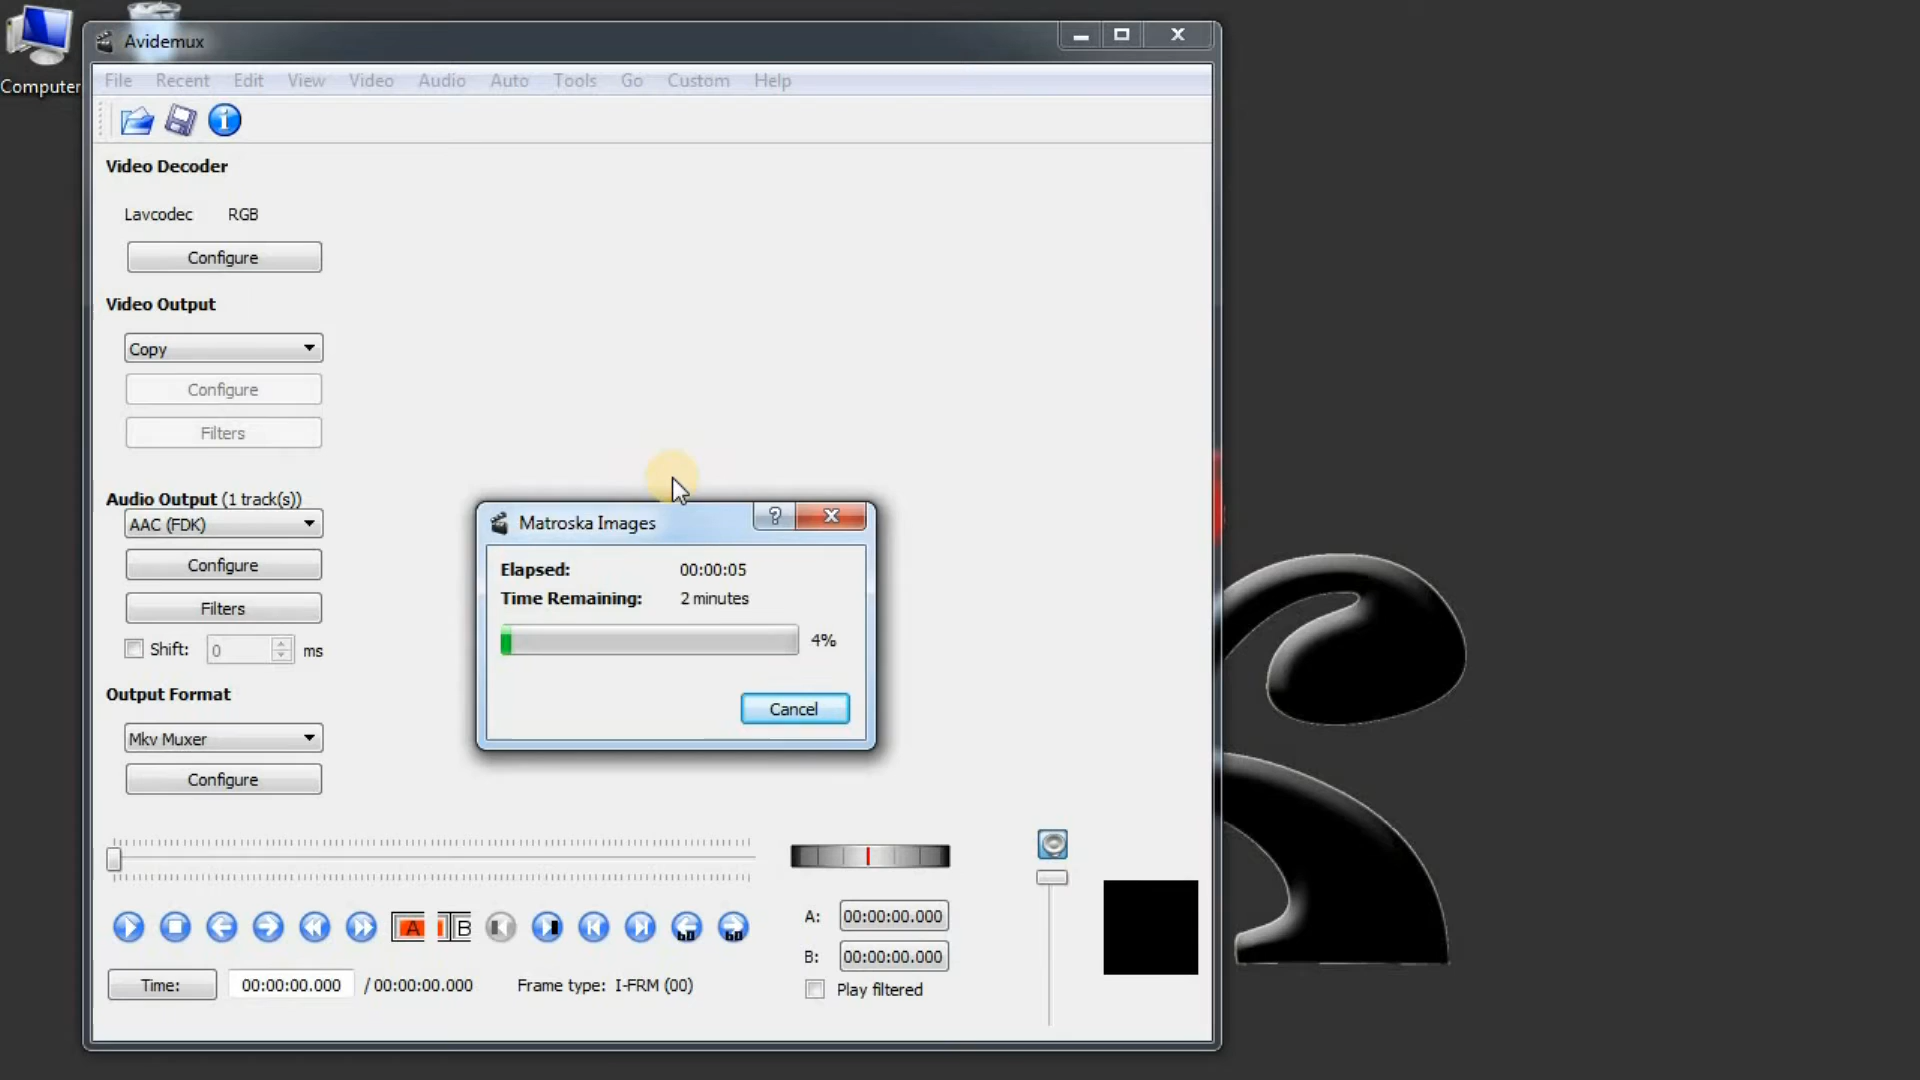 Computer
Avidemux
File Recent Edit View Video Audio Auto Tools Go Custom Help
Video Decoder
Lavcodec RGB
Configure
Video Output
Copy
Configure
Filters
Audio Output (1 track(s))
AAC (FDK)
Configure
Filters
Shift: 0 ms
Output Format
Mkv Muxer
Configure
Matroska Images
Elapsed: 00:00:05
Time Remaining: 2 minutes
4%
Cancel
A B 60 60
A: 00:00:00.000
B: 00:00:00.000
Time: 00:00:00.000 / 00:00:00.000 Frame type: I-FRM (00)
Play filtered